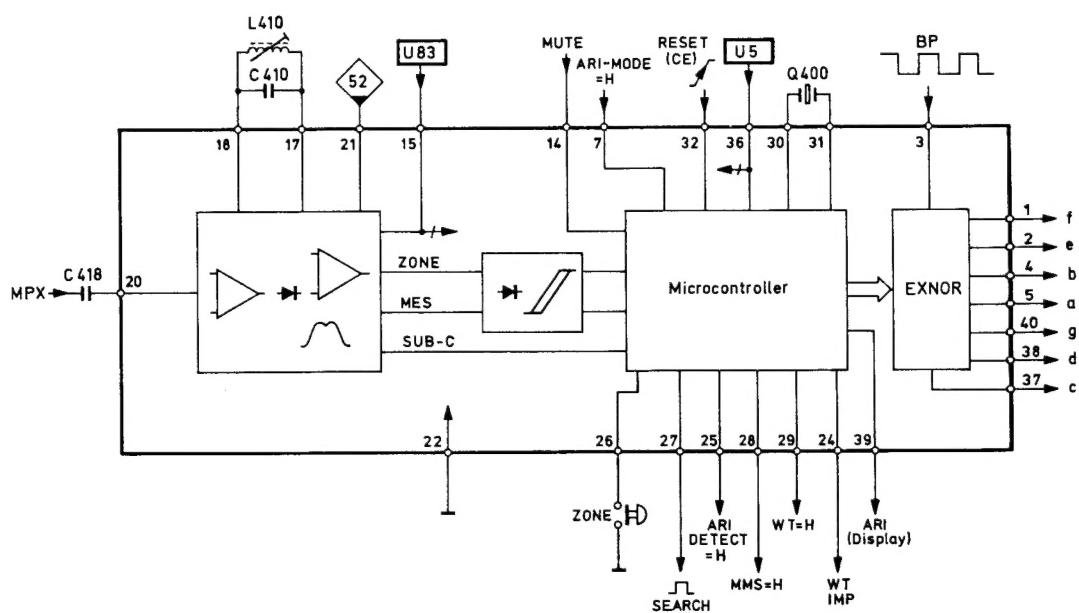 L410
C410
52
U83
MUTE
ARI-MODE
=H
RESET
(CE)
U5
Q400
BP
18
17
21
15
14
7
32
36
30
31
3
MPX
C418
20
ZONE
MES
SUB-C
Microcontroller
EXNOR
1
f
2
e
4
b
5
a
40
g
38
d
37
c
22
26
27
25
28
29
24
39
ZONE
SEARCH
ARI
DETECT
=H
MMS=H
WT=H
WT
IMP
ARI
(Display)